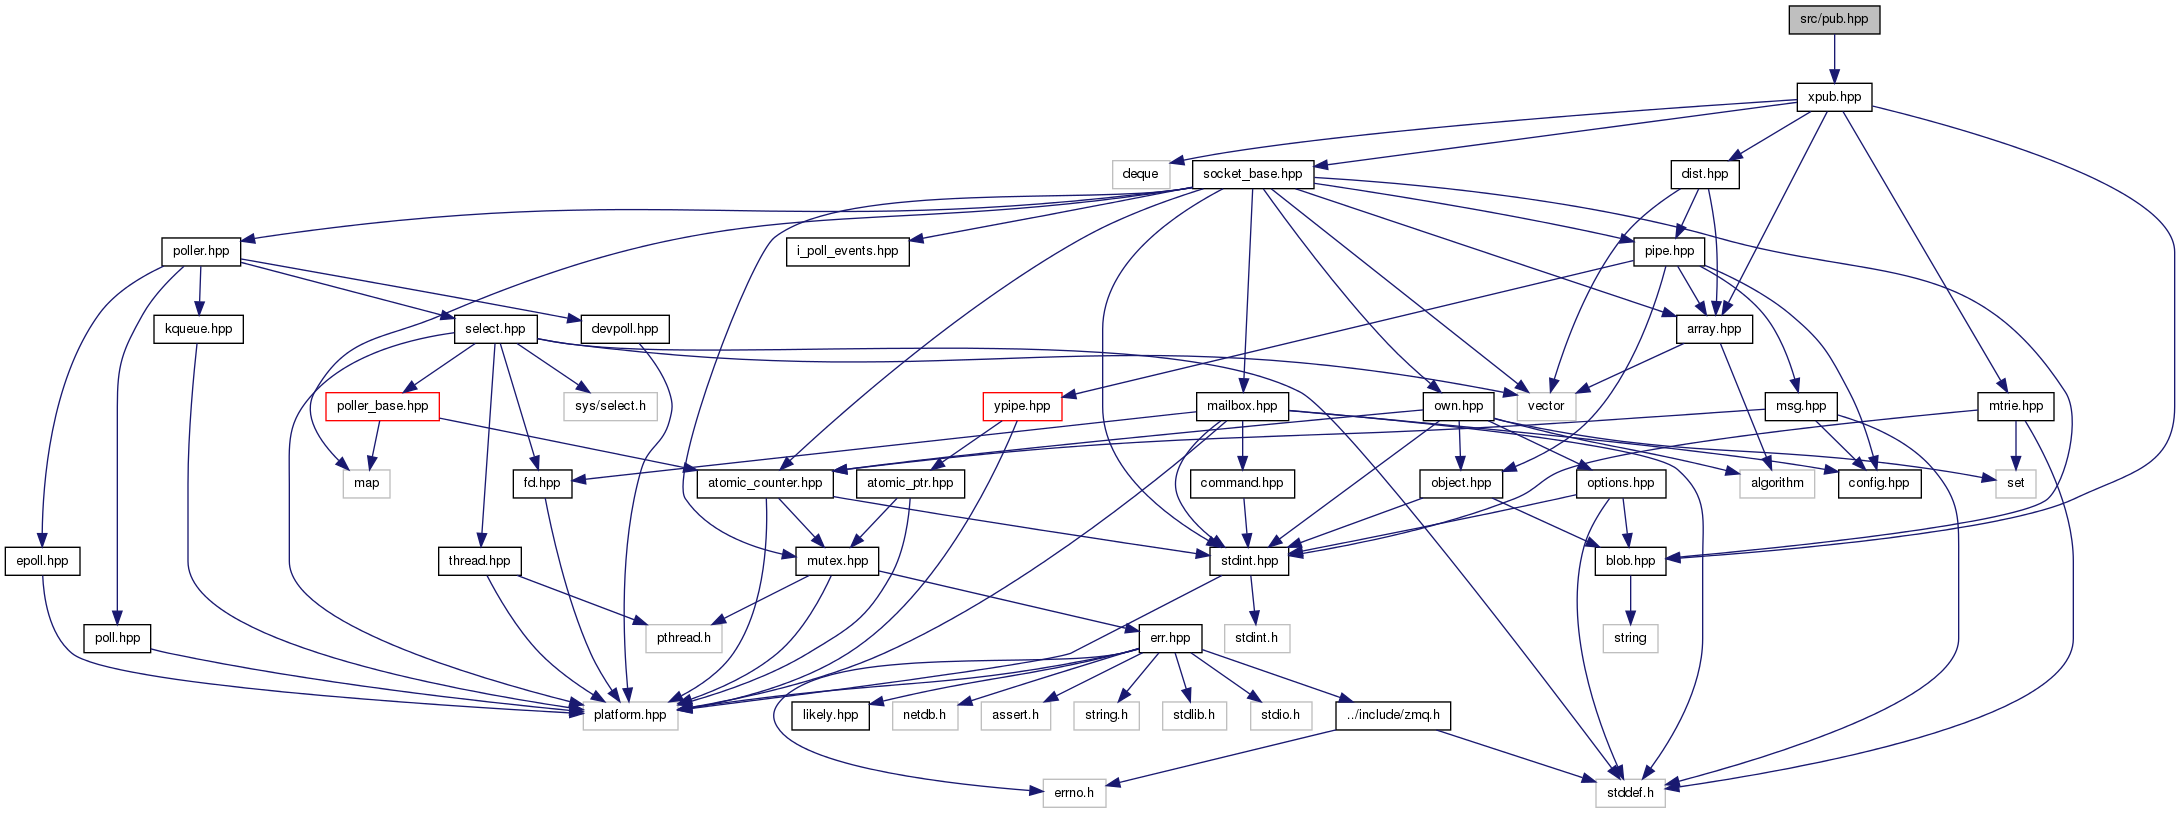 src/pub.hpp
xpub.hpp
deque
socket_base.hpp
dist.hpp
poller.hpp
i_poll_events.hpp
pipe.hpp
kqueue.hpp
select.hpp
devpoll.hpp
array.hpp
poller_base.hpp
sys/select.h
ypipe.hpp
mailbox.hpp
own.hpp
vector
msg.hpp
mtrie.hpp
map
fd.hpp
atomic_counter.hpp
atomic_ptr.hpp
command.hpp
object.hpp
options.hpp
algorithm
config.hpp
set
epoll.hpp
thread.hpp
mutex.hpp
stdint.hpp
blob.hpp
poll.hpp
pthread.h
err.hpp
stdint.h
string
platform.hpp
likely.hpp
netdb.h
assert.h
string.h
stdlib.h
stdio.h
../include/zmq.h
errno.h
stddef.h